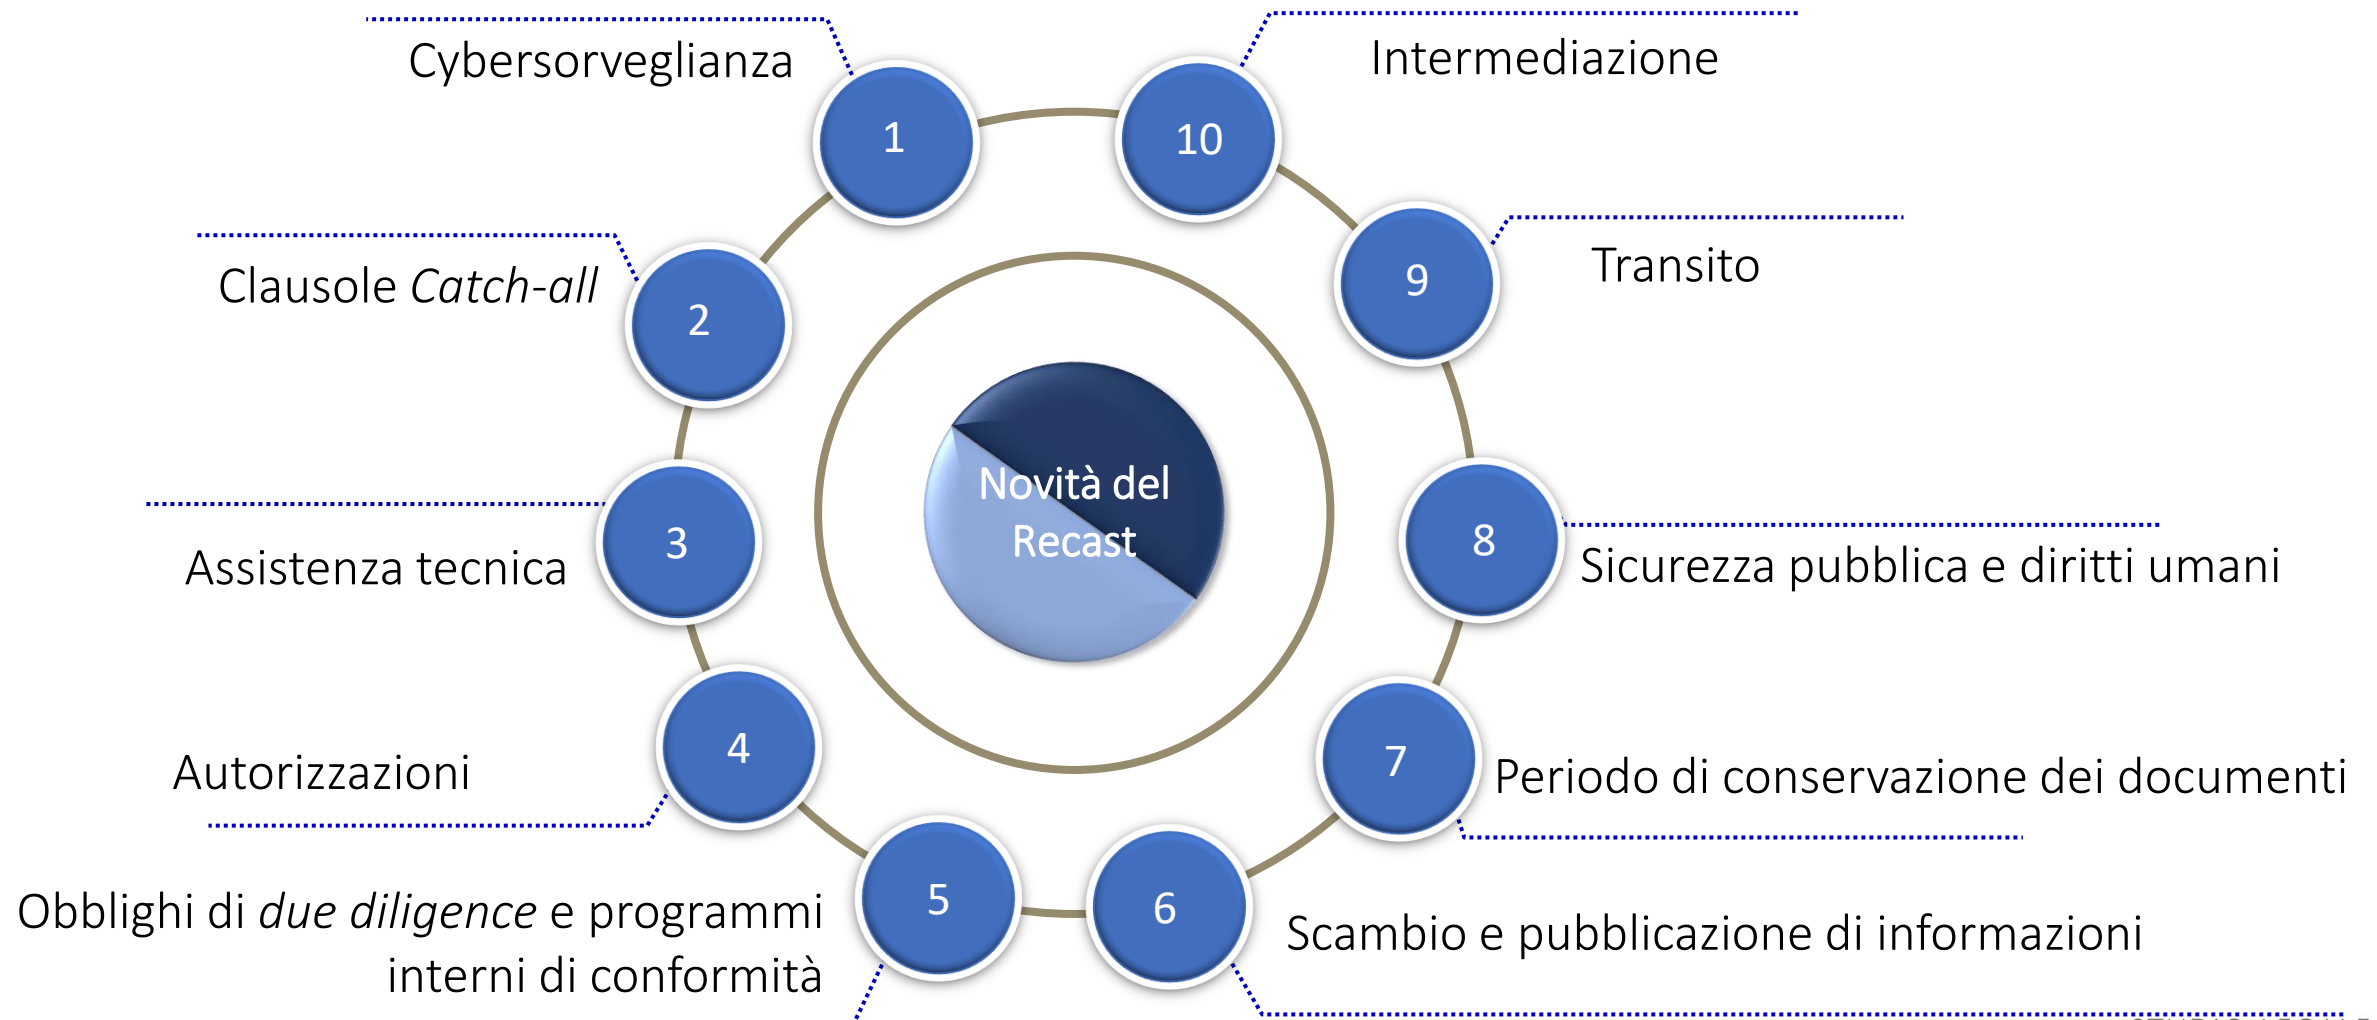 Cybersorveglianza
1
Clausole Catch-all
2
Assistenza tecnica
3
Autorizzazioni
4
Obblighi di due diligence e programmi
interni di conformità
5
6
Scambio e pubblicazione di informazioni
7
Periodo di conservazione dei documenti
8
Sicurezza pubblica e diritti umani
9
Transito
10
Intermediazione
Novità del
Recast